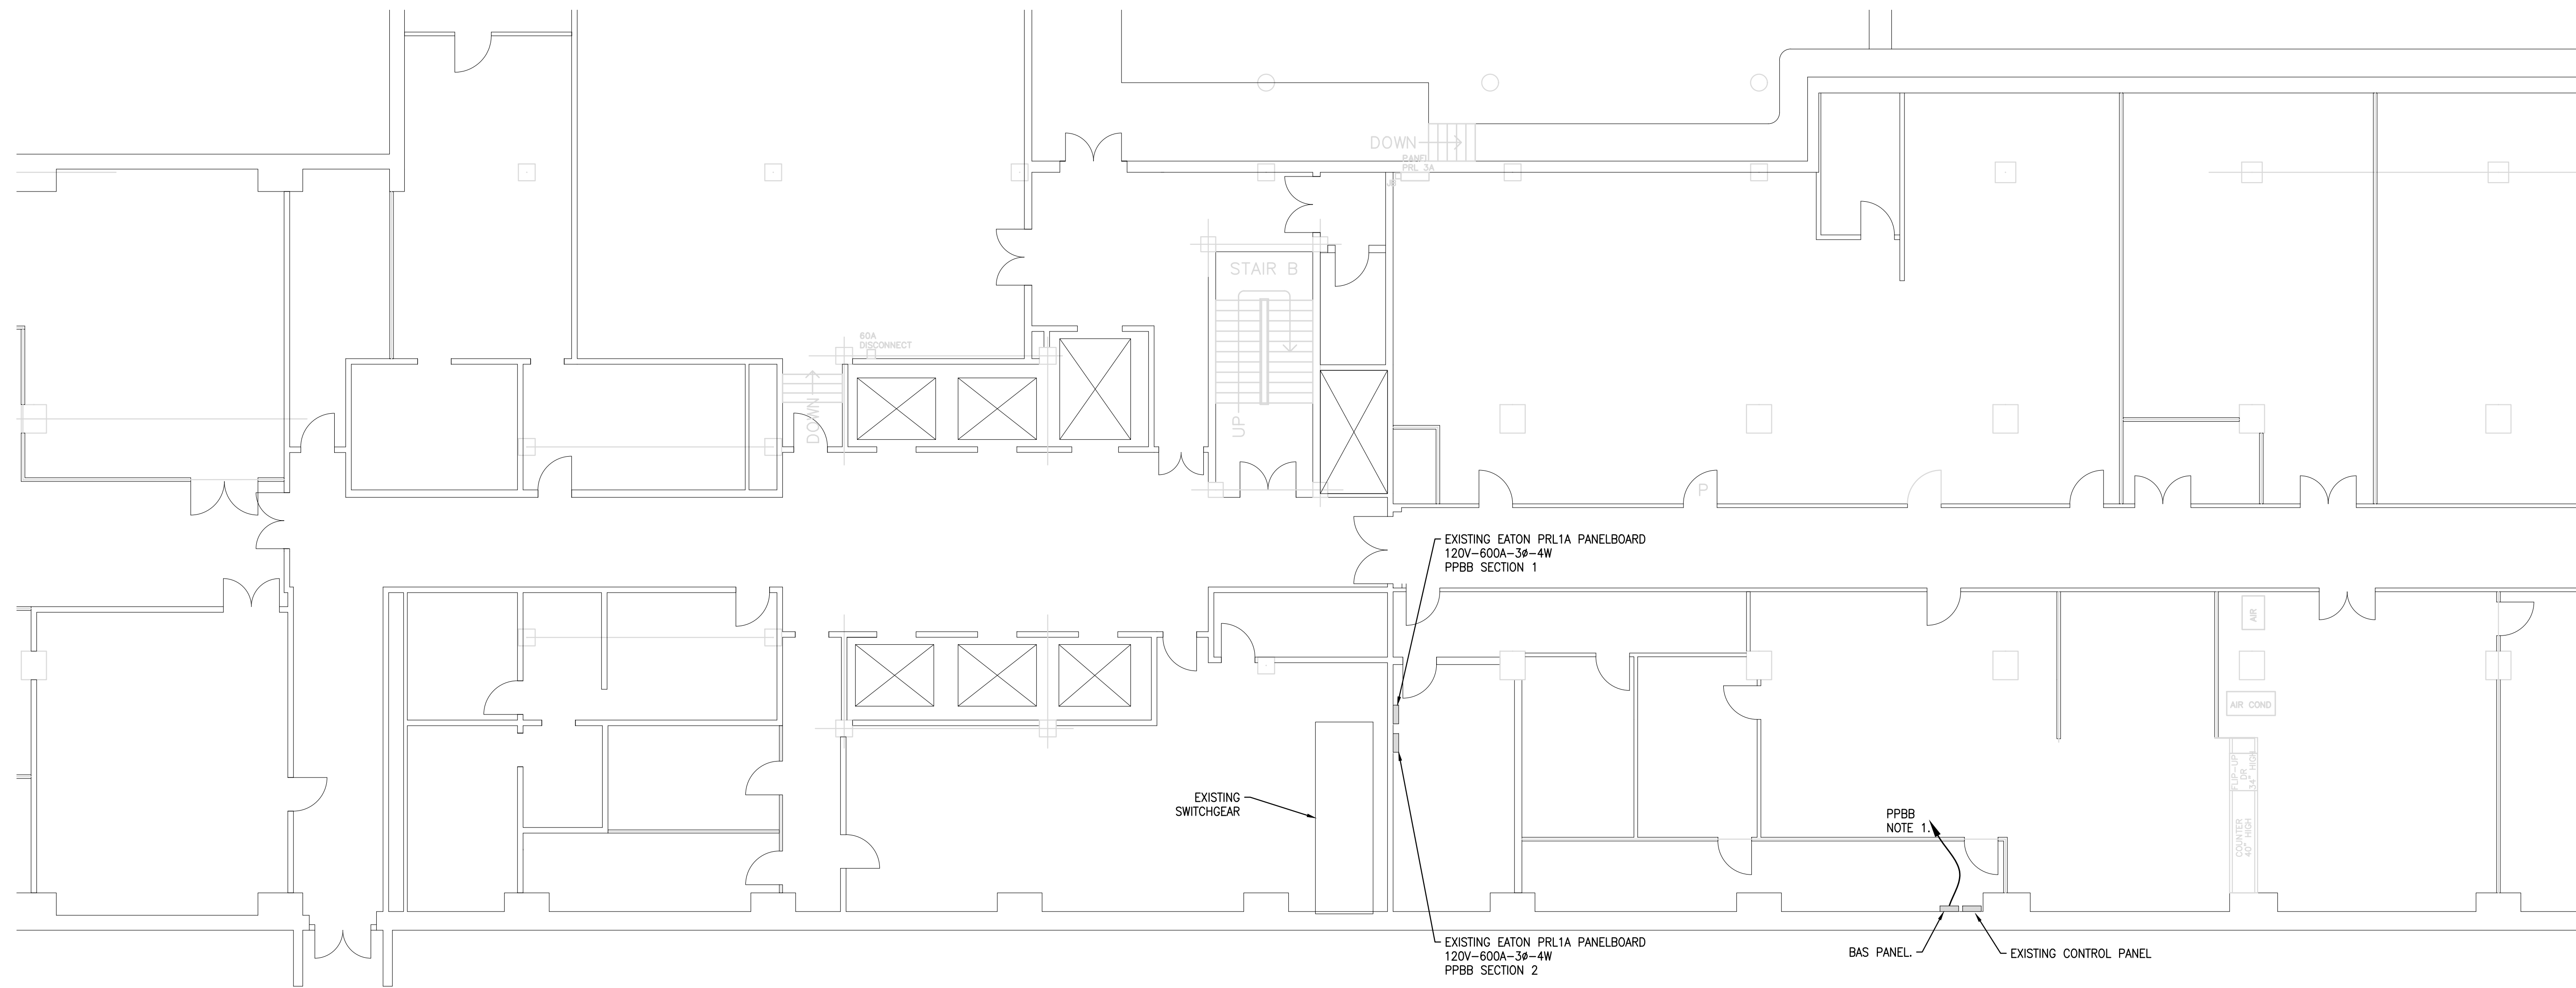 DOWN
PANEL
PRL 3A
STAIR B
60A
DISCONNECT
DOWN
UP
P
EXISTING EATON PRL1A PANELBOARD
120V-600A-3ø-4W
PPBB SECTION 1
AIR
AIR COND
FLIP-UP
DR
34" HIGH
EXISTING
SWITCHGEAR
PPBB
NOTE 1.
COUNTER
40" HIGH
EXISTING EATON PRL1A PANELBOARD
120V-600A-3ø-4W
PPBB SECTION 2
BAS PANEL.
EXISTING CONTROL PANEL